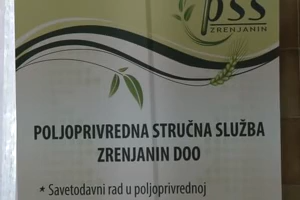 pss
ZRENJANIN
POLJOPRIVREDNA STRUČNA SLUŽBA
ZRENJANIN DOO
* Savetodavni rad u poljoprivrednoj